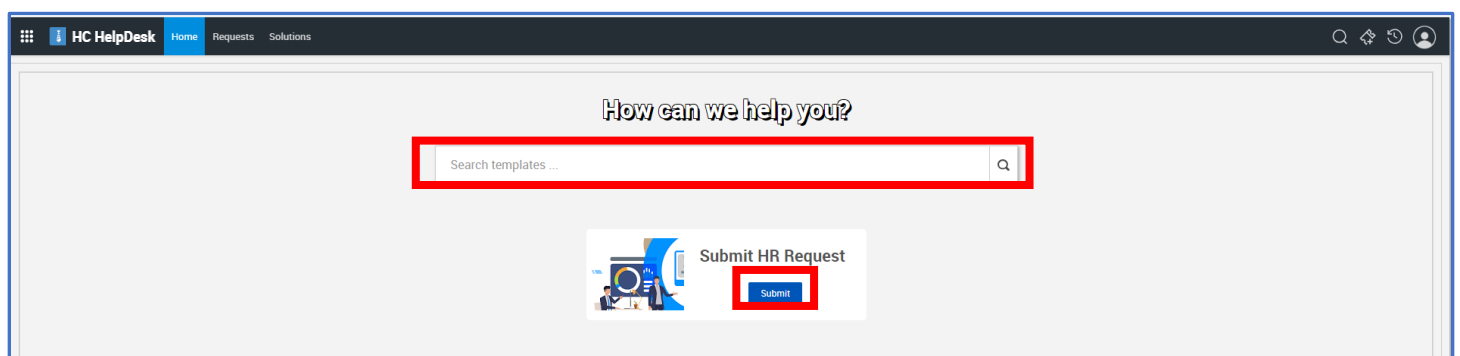 HC HelpDesk Home Requests Solutions
How can we help you?
Search templates ...
Submit HR Request
Submit